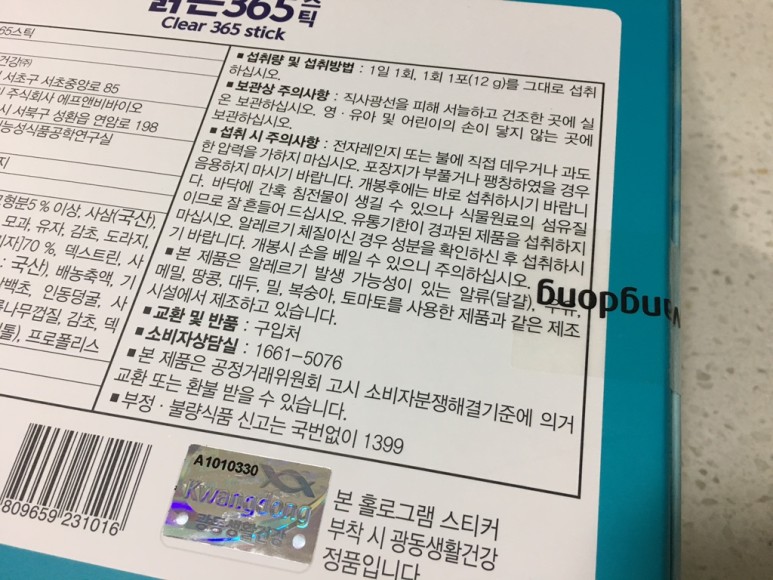 맑은365스틱
Clear 365 stick
65스틱
건강㈜
서초구 서초중앙로 85
주식회사 에프앤비바이오
시 서북구 성환읍 연암로 198
능성식품공학연구실
지
형분5 % 이상, 사삼(국산),
모과, 유자, 감초, 도라지,
자)70 %, 덱스트린, 사
: 국산), 배농축액, 기
사백초, 인동덩굴, 사
나무껍질, 감초, 덱
틀), 프로폴리스
▪ 섭취량 및 섭취방법 : 1일 1회, 1회 1포(12 g)를 그대로 섭취
하십시오.
▪ 보관상 주의사항 : 직사광선을 피해 서늘하고 건조한 곳에 실
온 보관하십시오. 영 · 유아 및 어린이의 손이 닿지 않는 곳에
보관하십시오.
▪ 섭취 시 주의사항 : 전자레인지 또는 불에 직접 데우거나 과도
한 압력을 가하지 마십시오. 포장지가 부풀거나 팽창하였을 경우
음용하지 마시기 바랍니다. 개봉후에는 바로 섭취하시기 바랍니
다. 바닥에 간혹 침전물이 생길 수 있으나 식물원료의 섬유질
이므로 잘 흔들어 드십시오. 유통기한이 경과된 제품을 섭취하지
마십시오. 알레르기 체질이신 경우 성분을 확인하신 후 섭취하시
기 바랍니다. 개봉시 손을 베일 수 있으니 주의하십시오.
▪ 본 제품은 알레르기 발생 가능성이 있는 알류(달걀), 우유,
메밀, 땅콩, 대두, 밀, 복숭아, 토마토를 사용한 제품과 같은 제조
시설에서 제조하고 있습니다.
▪ 교환 및 반품 : 구입처
▪ 소비자상담실 : 1661-5076
▪ 본 제품은 공정거래위원회 고시 소비자분쟁해결기준에 의거
교환 또는 환불 받을 수 있습니다.
▪ 부정 · 불량식품 신고는 국번없이 1399
wangdong
809659 231016
A1010330
Kwangdong
광동생활건강
본 홀로그램 스티커
부착 시 광동생활건강
정품입니다.